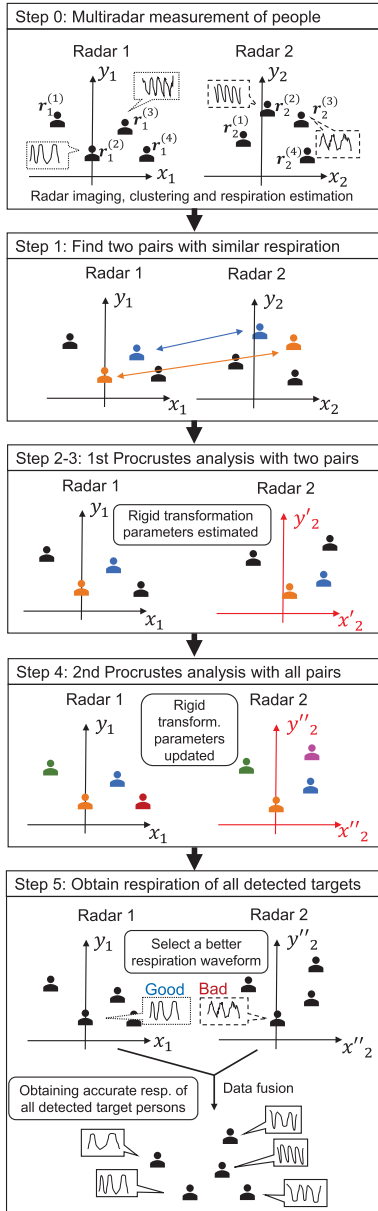 Step 0: Multiradar measurement of people
Radar 1
Radar 2
y₁
y₂
r₁⁽¹⁾
r₁⁽³⁾
r₁⁽²⁾
r₁⁽⁴⁾
r₂⁽²⁾
r₂⁽³⁾
r₂⁽¹⁾
r₂⁽⁴⁾
x₁
x₂
Radar imaging, clustering and respiration estimation
Step 1: Find two pairs with similar respiration
Radar 1
Radar 2
y₁
y₂
x₁
x₂
Step 2-3: 1st Procrustes analysis with two pairs
Radar 1
Radar 2
y₁
y'₂
Rigid transformation
parameters estimated
x₁
x'₂
Step 4: 2nd Procrustes analysis with all pairs
Radar 1
Radar 2
y₁
y''₂
Rigid
transform.
parameters
updated
x₁
x''₂
Step 5: Obtain respiration of all detected targets
Radar 1
Radar 2
y₁
y''₂
Select a better
respiration waveform
Good
Bad
x₁
x''₂
Data fusion
Obtaining accurate resp. of
all detected target persons